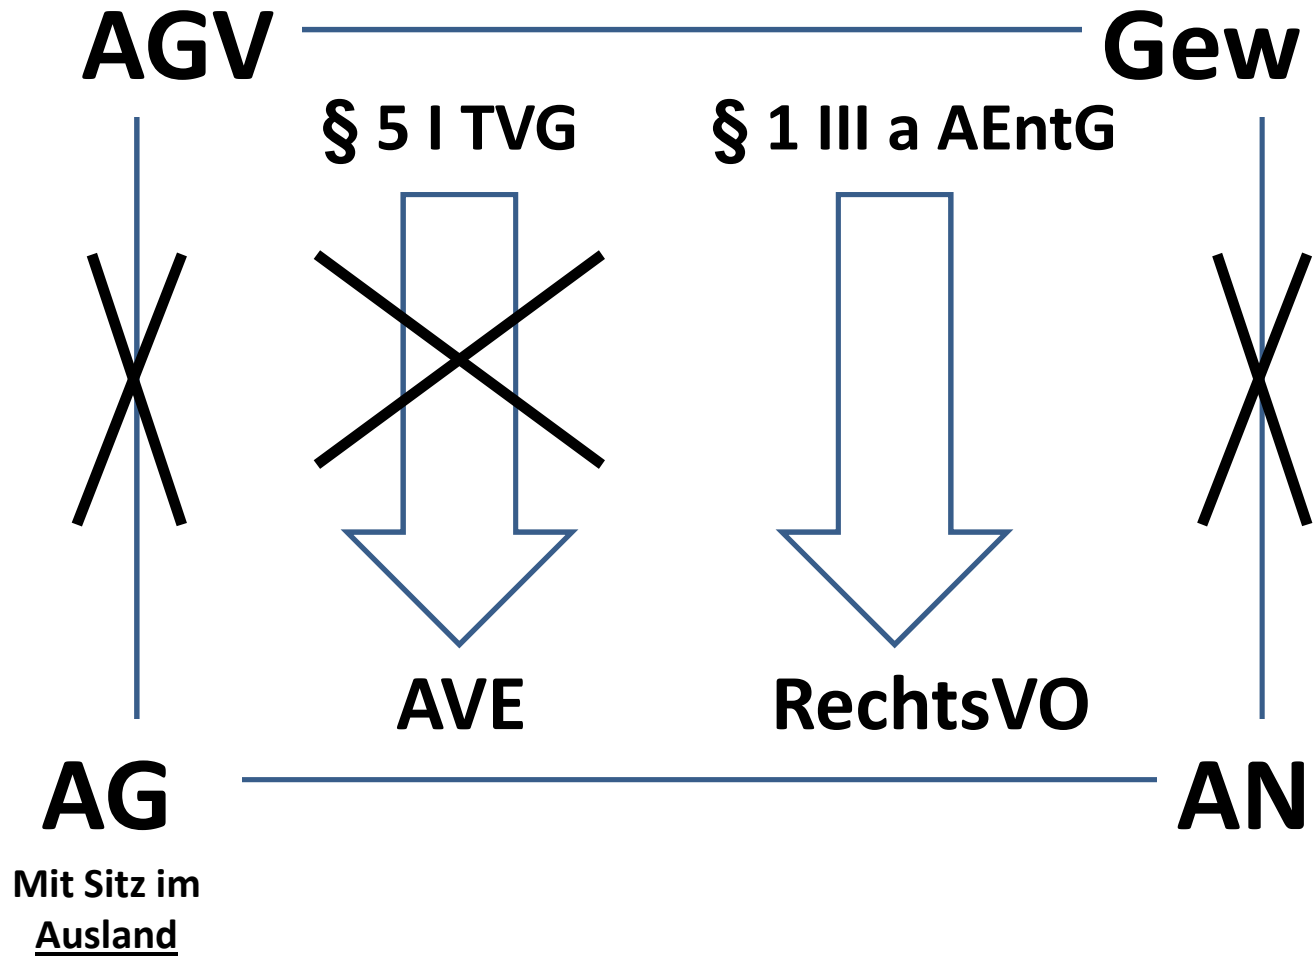 AGV
Gew
§ 5 I TVG
§ 1 III a AEntG
AVE
RechtsVO
AG
AN
Mit Sitz im
Ausland